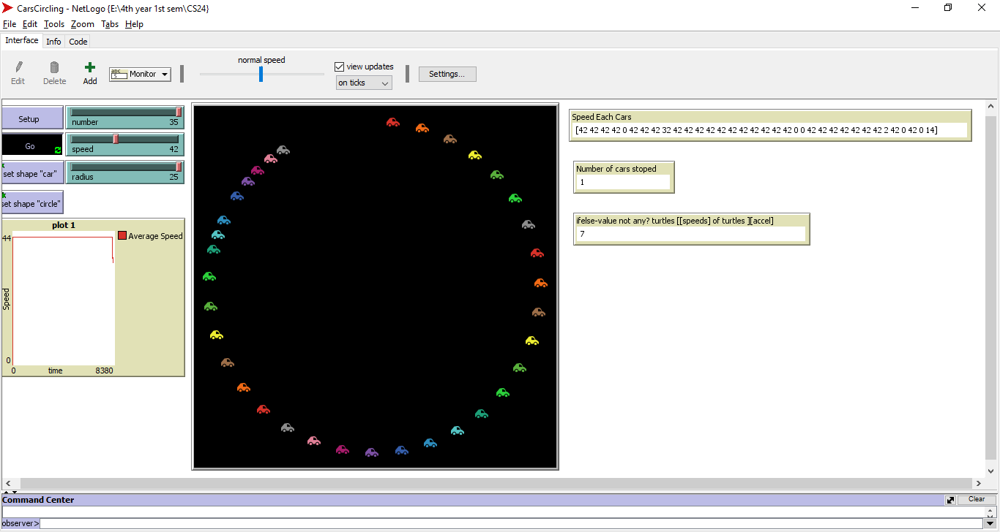 CarsCircling - NetLogo {E:\4th year 1st sem\CS24}
File Edit Tools Zoom Tabs Help
Interface Info Code
Edit Delete Add
abc
5
Monitor
normal speed
view updates
on ticks
Settings...
Setup
number 35
Go
speed 42
set shape "car"
radius 25
set shape "circle"
plot 1
44
Average Speed
Speed
0
0 time 8380
Speed Each Cars
[42 42 42 42 0 42 42 42 32 42 42 42 42 42 42 42 42 42 42 42 42 0 0 42 42 42 42 42 42 42 2 42 0 42 0 14]
Number of cars stoped
1
ifelse-value not any? turtles [[speeds] of turtles ][accel]
7
Command Center
Clear
observer>